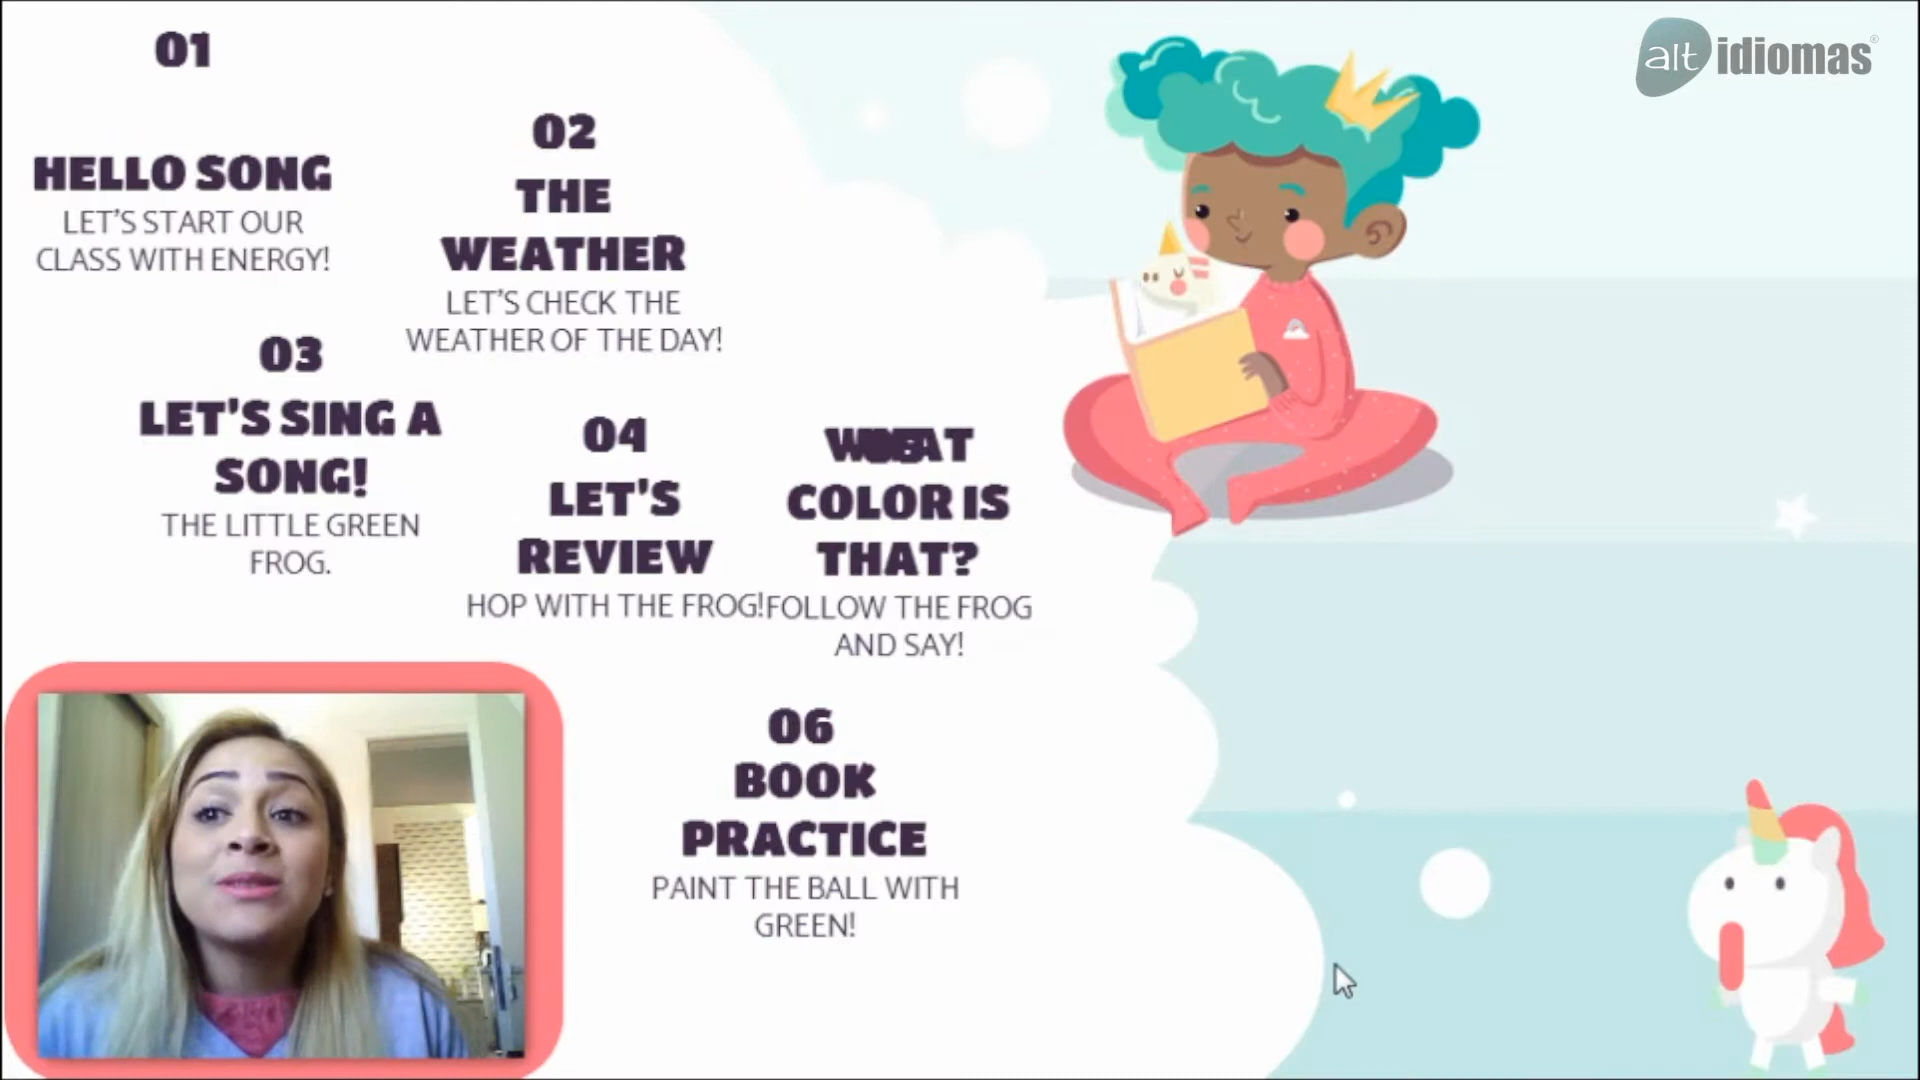 01
HELLO SONG
LET'S START OUR
CLASS WITH ENERGY!
02
THE
WEATHER
LET'S CHECK THE
WEATHER OF THE DAY!
03
LET'S SING A
SONG!
THE LITTLE GREEN
FROG.
04
LET'S
REVIEW
HOP WITH THE FROG!
WHAT
COLOR IS
THAT?
FOLLOW THE FROG
AND SAY!
06
BOOK
PRACTICE
PAINT THE BALL WITH
GREEN!
alt idiomas®